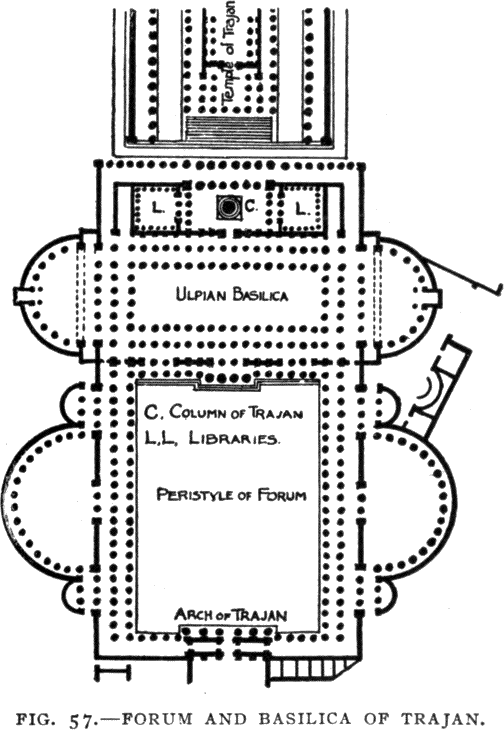 Temple of Trajan
L.
C.
L.
ULPIAN BASILICA
C. COLUMN OF TRAJAN
L,L, LIBRARIES.
PERISTYLE OF FORUM
ARCH OF TRAJAN
FIG. 57.—FORUM AND BASILICA OF TRAJAN.